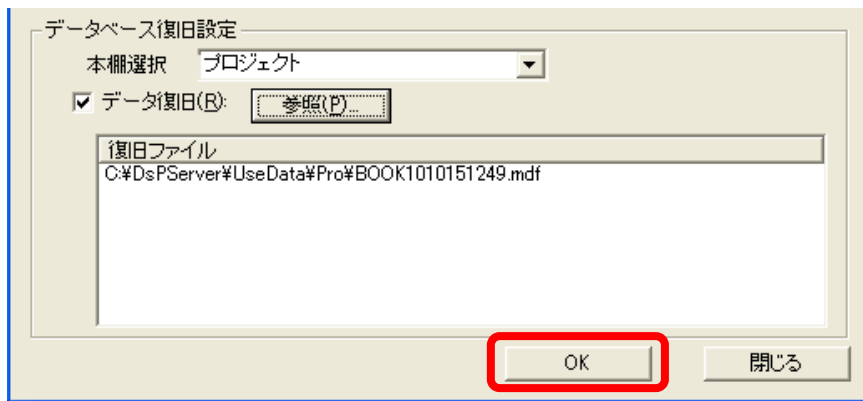 データベース復旧設定
本棚選択 プロジェクト
データ復旧(R): 参照(P)...
復旧ファイル
C:¥DsPServer¥UseData¥Pro¥BOOK1010151249.mdf
OK 閉じる